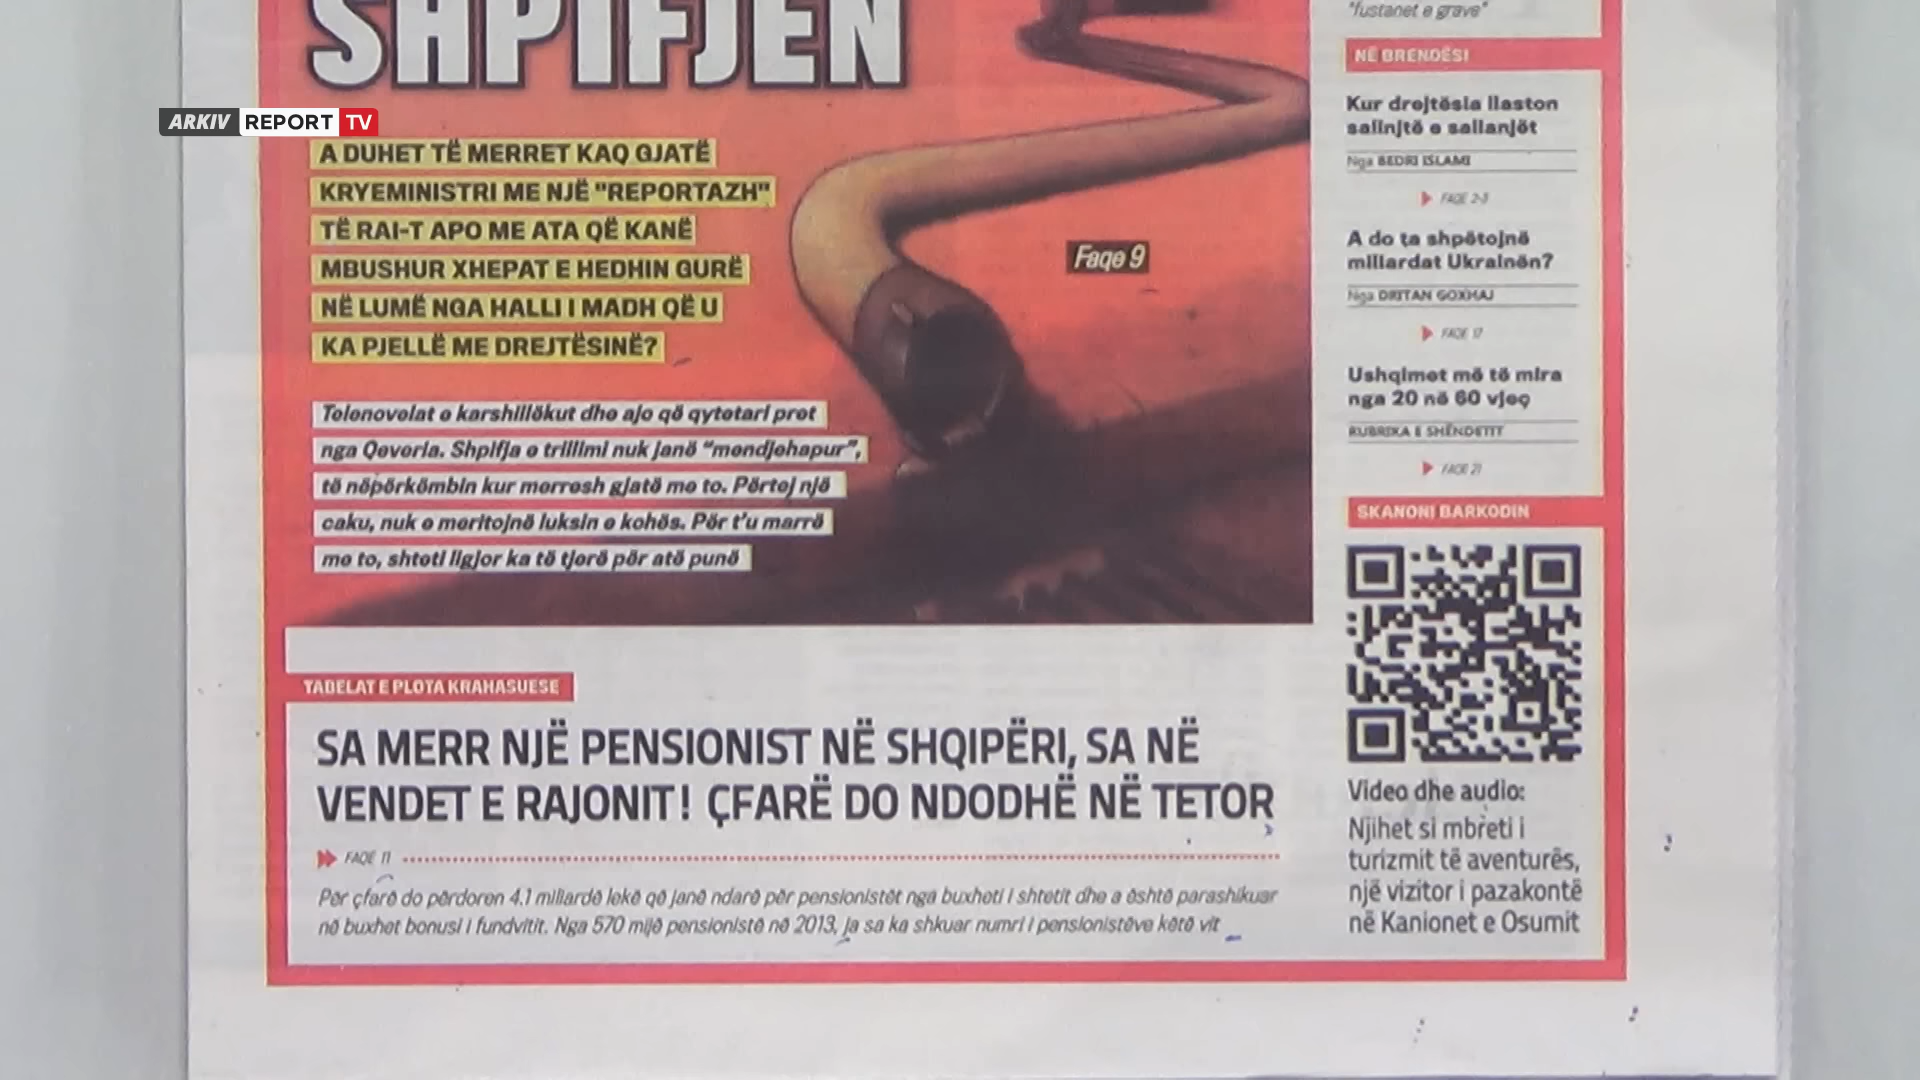 SHPIFJEN
ARKIV REPORT TV
A DUHET TË MERRET KAQ GJATË
KRYEMINISTRI ME NJË "REPORTAZH"
TË RAI-T APO ME ATA QË KANË
MBUSHUR XHEPAT E HEDHIN GURË
NË LUMË NGA HALLI I MADH QË U
KA PJELLË ME DREJTËSINË?
Faqe 9
Telenovelat e karshillëkut dhe ajo që qytetari pret
nga Qeveria. Shpifja e trillimi nuk janë "mendjehapur",
të nëpërkëmbin kur merresh gjatë me to. Përtej një
caku, nuk e meritojnë luksin e kohës. Për t'u marrë
me to, shteti ligjor ka të tjerë për atë punë
"fustanet e grave"
NË BRENDËSI
Kur drejtësia llaston
salinjtë e sallanjët
Nga BEDRI ISLAMI
FAQE 2-3
A do ta shpëtojnë
miliardat Ukrainën?
Nga DRITAN GOXHAJ
FAQE 17
Ushqimet më të mira
nga 20 në 60 vjeç
RUBRIKA E SHËNDETIT
FAQE 21
SKANONI BARKODIN
Video dhe audio:
Njihet si mbreti i
turizmit të aventurës,
një vizitor i pazakontë
në Kanionet e Osumit
TABELAT E PLOTA KRAHASUESE
SA MERR NJË PENSIONIST NË SHQIPËRI, SA NË
VENDET E RAJONIT! ÇFARË DO NDODHË NË TETOR
FAQE 11
Për çfarë do përdoren 4.1 miliardë lekë që janë ndarë për pensionistët nga buxheti i shtetit dhe a është parashikuar
në buxhet bonusi i fundvitit. Nga 570 mijë pensionistë në 2013, ja sa ka shkuar numri i pensionistëve këtë vit